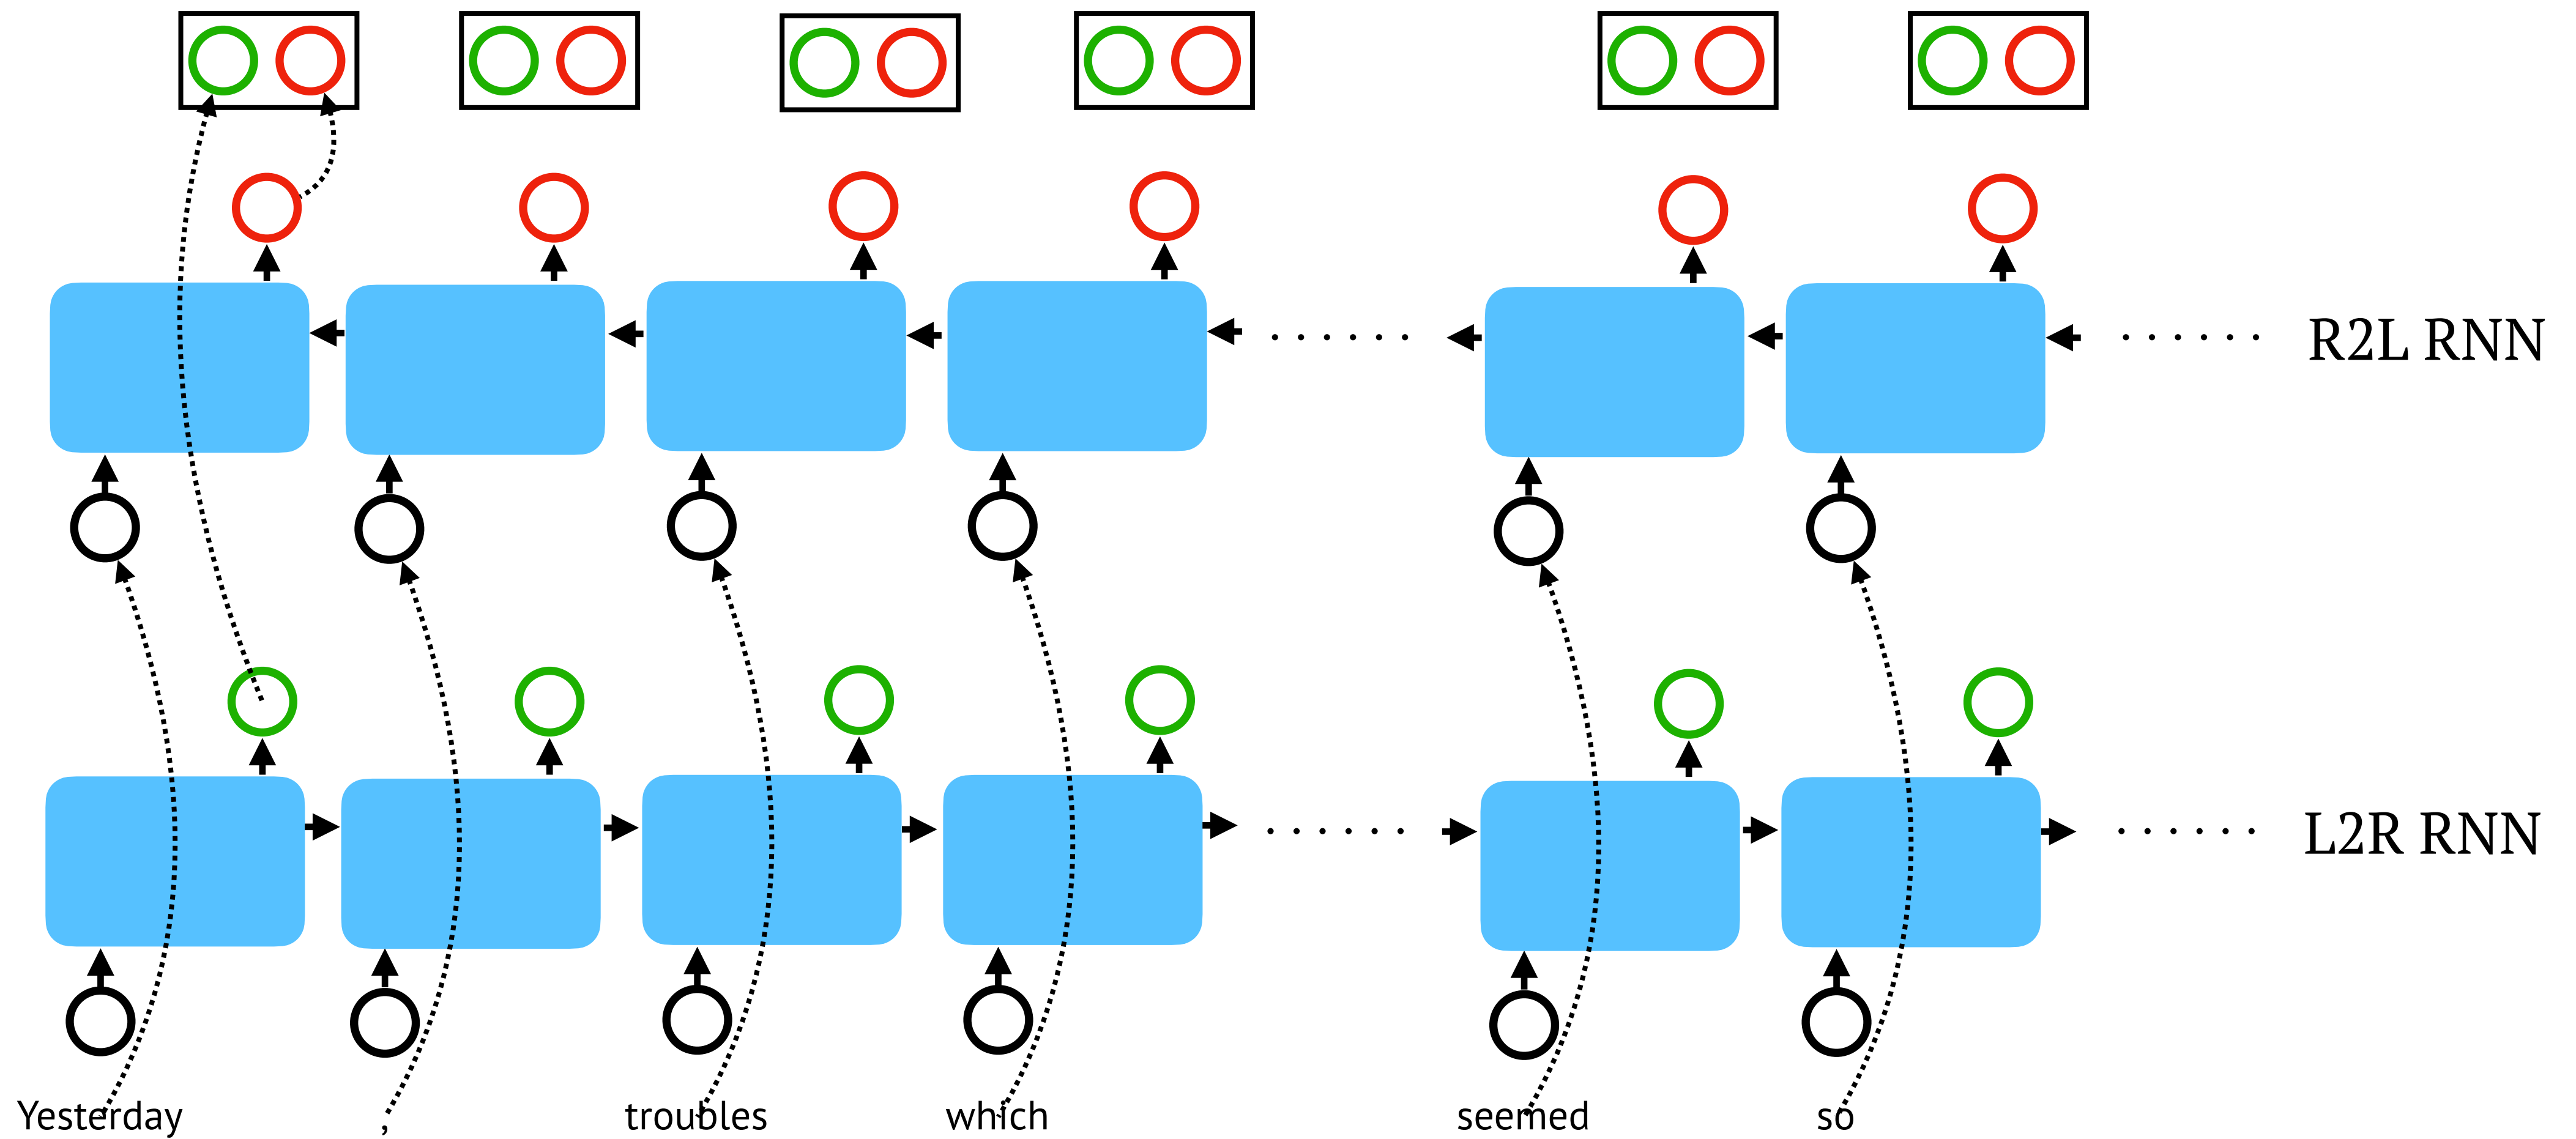 R2L RNN
L2R RNN
Yesterday , troubles which seemed so